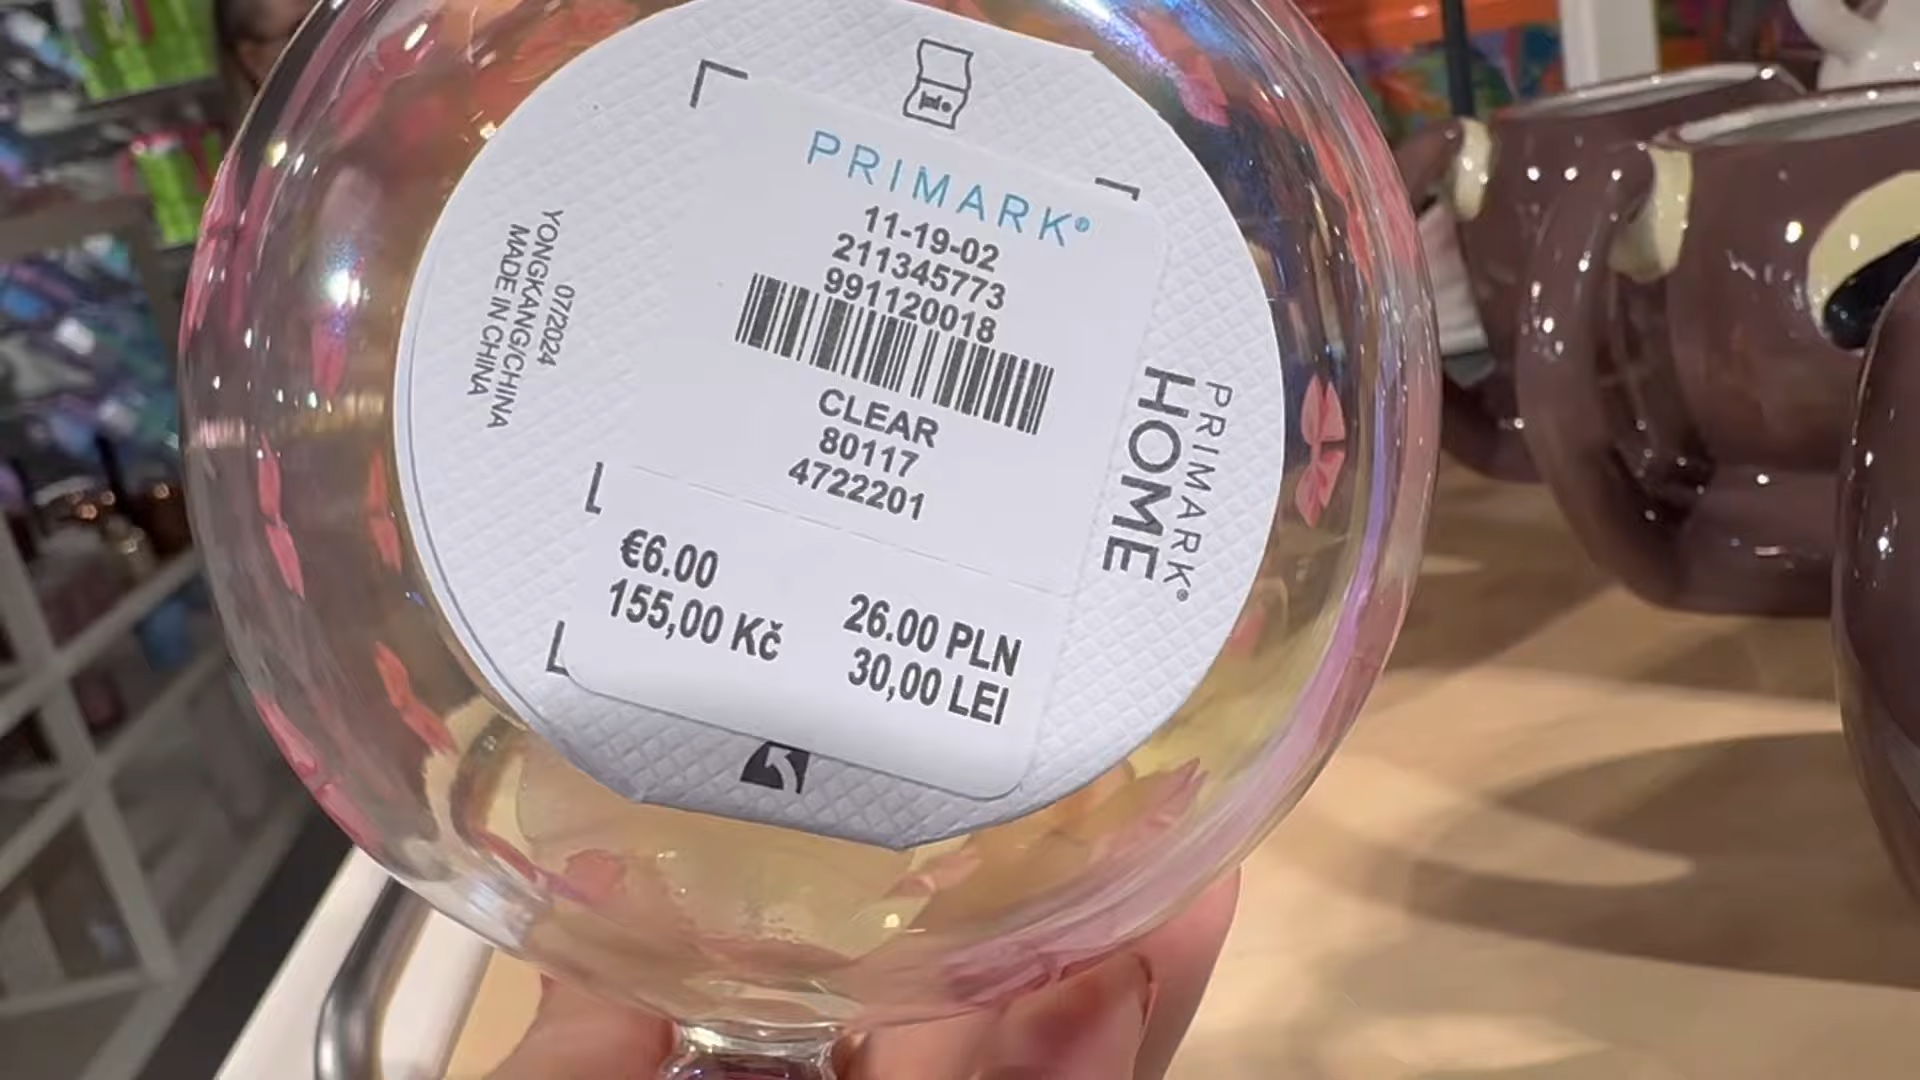 PRIMARK®
11-19-02
211345773
991120018
CLEAR
80117
4722201
€6.00
155,00 Kč
26.00 PLN
30,00 LEI
PRIMARK®
HOME
07/2024
YONGKANG/CHINA
MADE IN CHINA